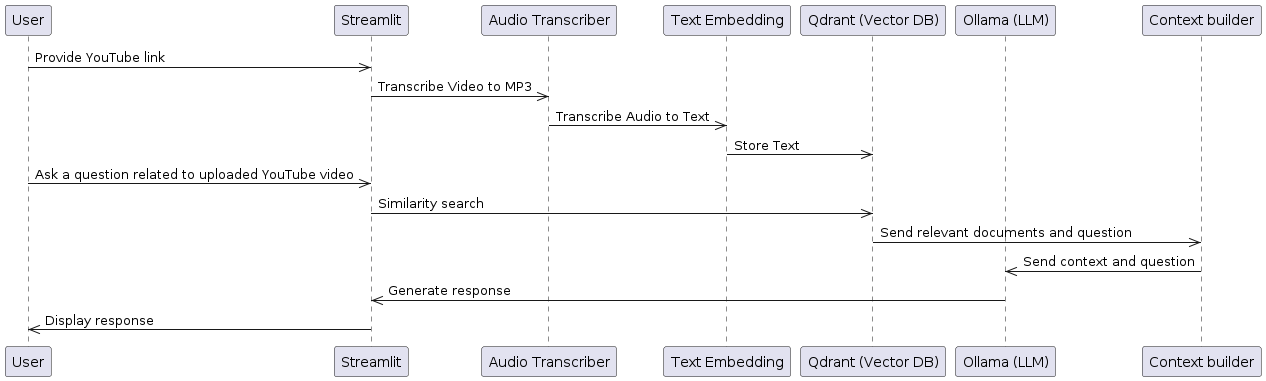 User Streamlit Audio Transcriber Text Embedding Qdrant (Vector DB) Ollama (LLM) Context builder
Provide YouTube link
Transcribe Video to MP3
Transcribe Audio to Text
Store Text
Ask a question related to uploaded YouTube video
Similarity search
Send relevant documents and question
Send context and question
Generate response
Display response
User Streamlit Audio Transcriber Text Embedding Qdrant (Vector DB) Ollama (LLM) Context builder